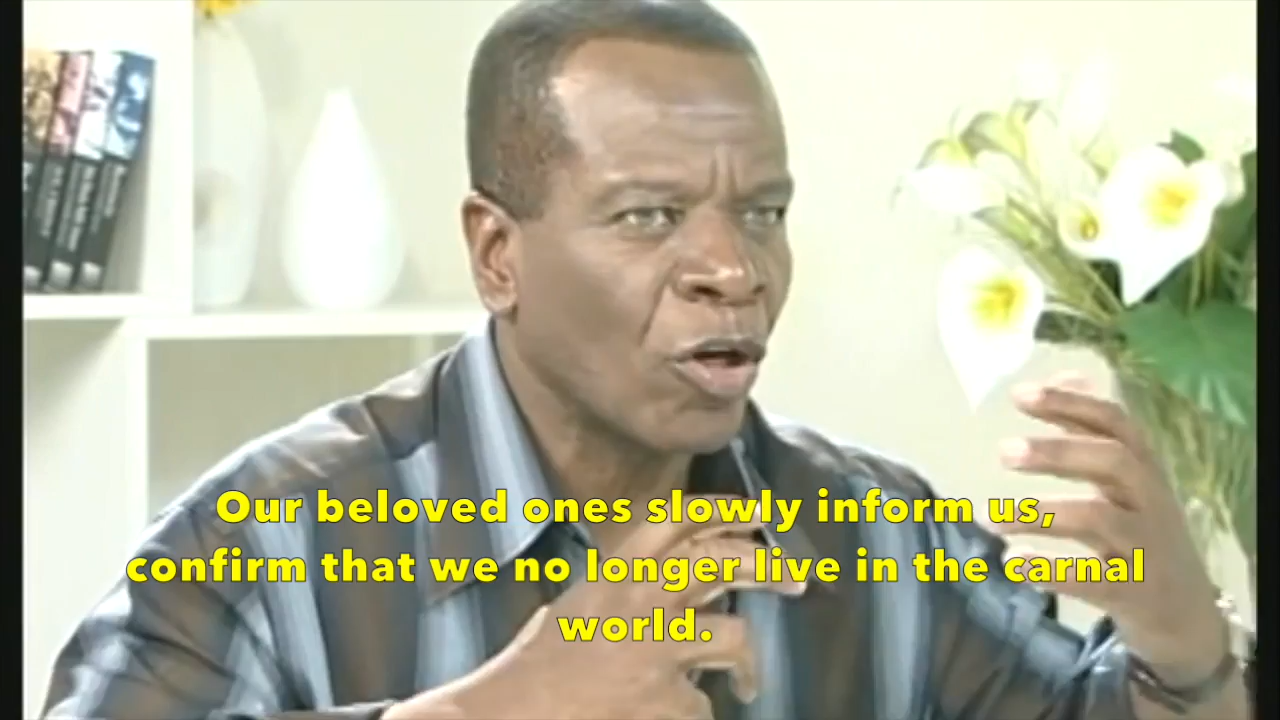 Our beloved ones slowly inform us,
confirm that we no longer live in the carnal
world.